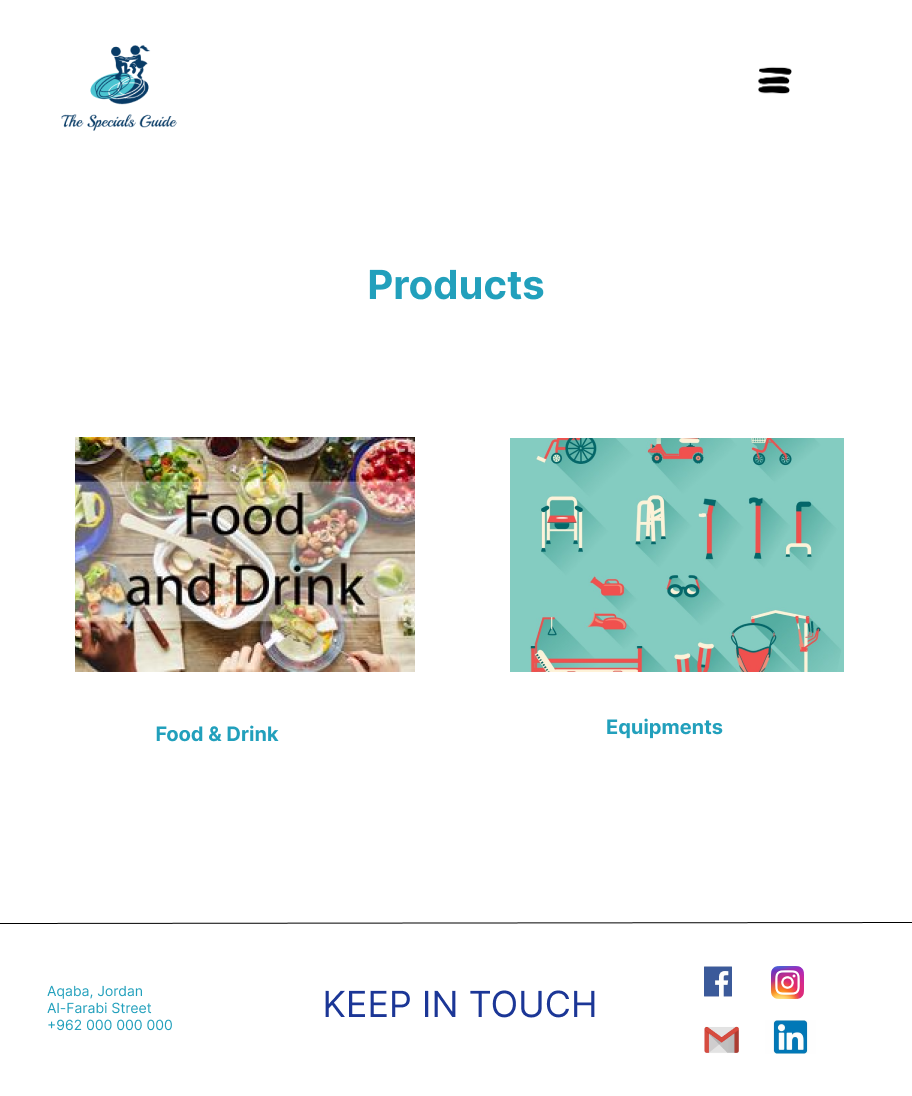 The Specials Guide
Products
Food
and Drink
Food & Drink
Equipments
Aqaba, Jordan
Al-Farabi Street
+962 000 000 000
KEEP IN TOUCH
f
in